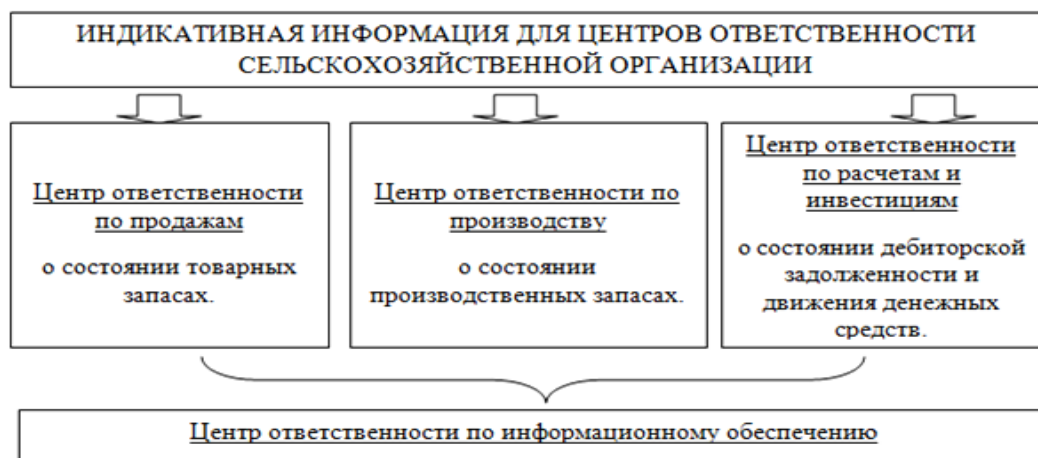 ИНДИКАТИВНАЯ ИНФОРМАЦИЯ ДЛЯ ЦЕНТРОВ ОТВЕТСТВЕННОСТИ
СЕЛЬСКОХОЗЯЙСТВЕННОЙ ОРГАНИЗАЦИИ
Центр ответственности
по продажам
о состоянии товарных
запасах.
Центр ответственности по
производству
о состоянии
производственных запасах.
Центр ответственности
по расчетам и
инвестициям
о состоянии дебиторской
задолженности и
движения денежных
средств.
Центр ответственности по информационному обеспечению